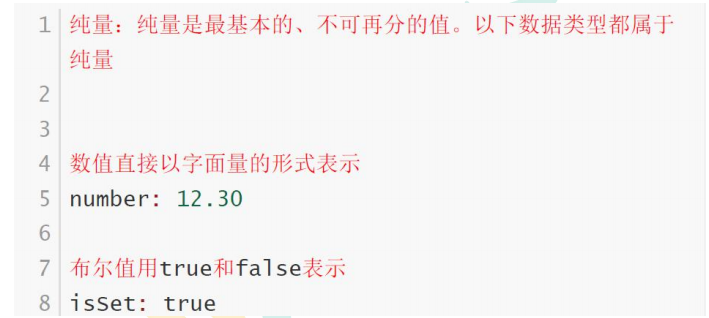 1 纯量：纯量是最基本的、不可再分的值。以下数据类型都属于
纯量
2
3
4 数值直接以字面量的形式表示
5 number: 12.30
6
7 布尔值用true和false表示
8 isSet: true